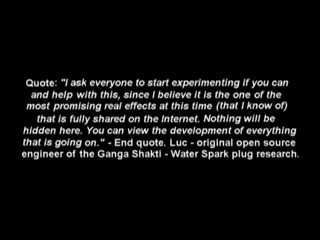 Quote: "I ask everyone to start experimenting if you can
and help with this, since I believe it is the one of the
most promising real effects at this time (that I know of)
that is fully shared on the Internet. Nothing will be
hidden here. You can view the development of everything
that is going on." - End quote. Luc - original open source
engineer of the Ganga Shakti - Water Spark plug research.